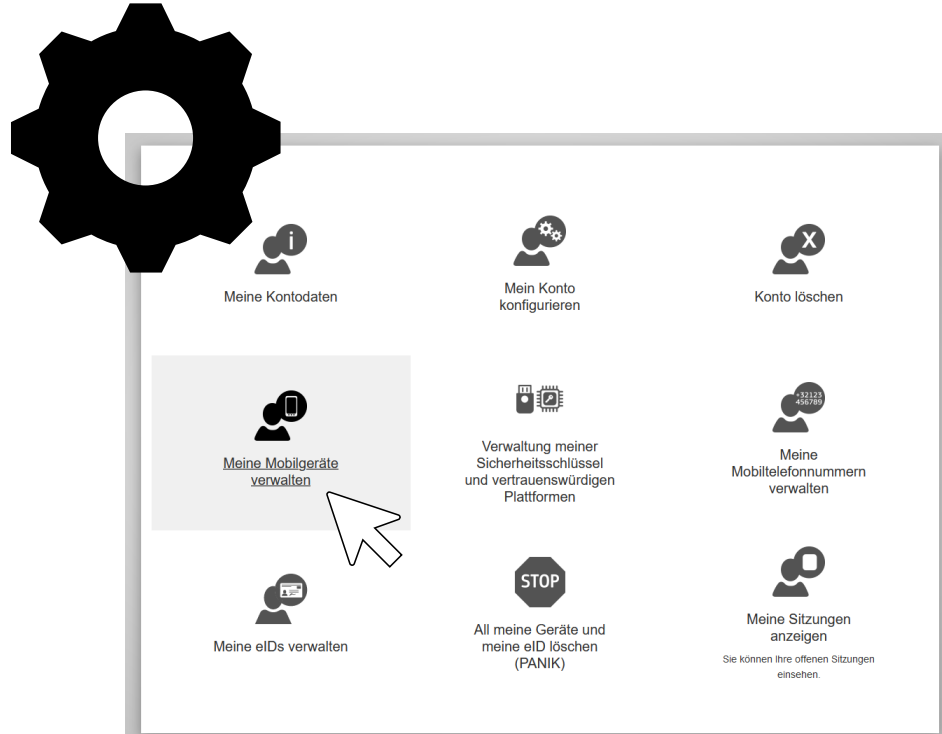 i
Meine Kontodaten
Mein Konto
konfigurieren
X
Konto löschen
Meine Mobilgeräte
verwalten
Verwaltung meiner
Sicherheitsschlüssel
und vertrauenswürdigen
Plattformen
+32123
456789
Meine
Mobiltelefonnummern
verwalten
Meine eIDs verwalten
STOP
All meine Geräte und
meine eID löschen
(PANIK)
Meine Sitzungen
anzeigen
Sie können Ihre offenen Sitzungen
einsehen.